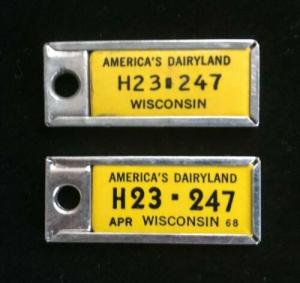 AMERICA'S DAIRYLAND
H23-247
WISCONSIN
AMERICA'S DAIRYLAND
H23 - 247
APR WISCONSIN 68